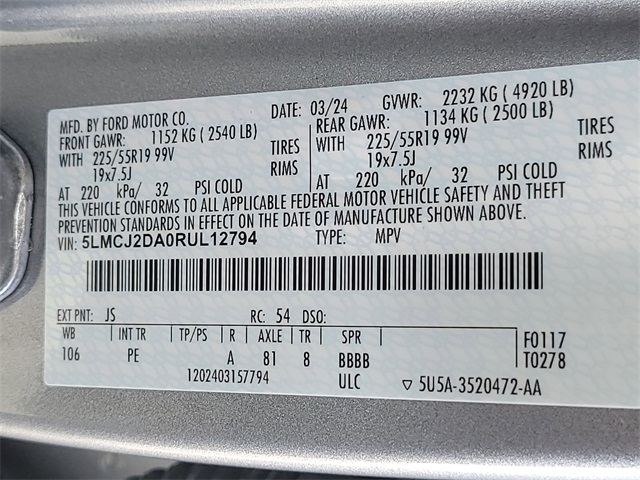 MFD. BY FORD MOTOR CO. DATE: 03/24 GVWR: 2232 KG ( 4920 LB)
FRONT GAWR: 1152 KG ( 2540 LB) REAR GAWR: 1134 KG ( 2500 LB)
WITH 225/55R19 99V TIRES WITH 225/55R19 99V TIRES
19x7.5J RIMS 19x7.5J RIMS
AT 220 kPa/ 32 PSI COLD AT 220 kPa/ 32 PSI COLD
THIS VEHICLE CONFORMS TO ALL APPLICABLE FEDERAL MOTOR VEHICLE SAFETY AND THEFT
PREVENTION STANDARDS IN EFFECT ON THE DATE OF MANUFACTURE SHOWN ABOVE.
VIN: 5LMCJ2DA0RUL12794 TYPE: MPV
EXT PNT: JS RC: 54 DSO:
WB INT TR TP/PS R AXLE TR SPR F0117
106 PE A 81 8 BBBB T0278
1202403157794 ULC ▽ 5U5A-3520472-AA